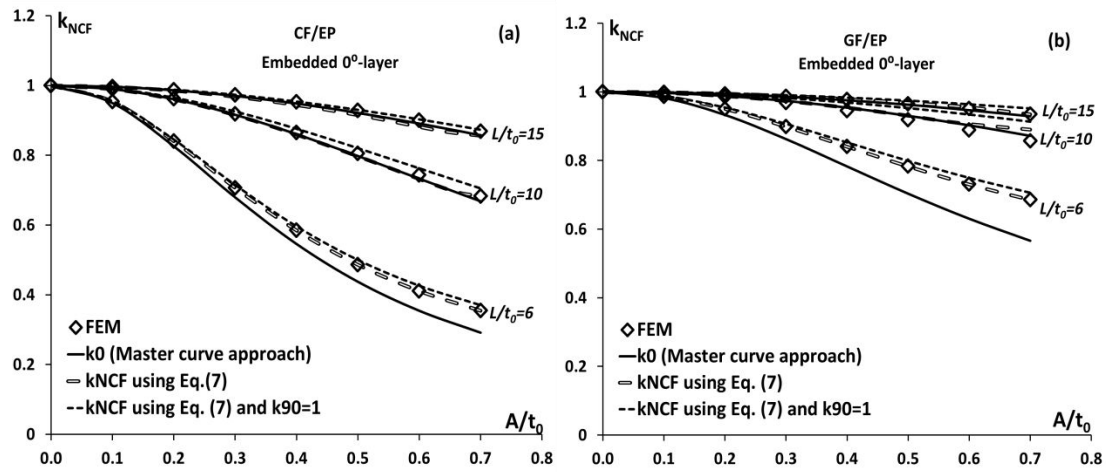 k_NCF
CF/EP
(a)
Embedded 0⁰-layer
1.2
1
0.8
0.6
0.4
0.2
0
L/t₀=15
L/t₀=10
L/t₀=6
FEM
k0 (Master curve approach)
kNCF using Eq.(7)
kNCF using Eq. (7) and k90=1
A/t₀
0.0 0.1 0.2 0.3 0.4 0.5 0.6 0.7 0.8
k_NCF
GF/EP
(b)
Embedded 0⁰-layer
1.2
1
0.8
0.6
0.4
0.2
0
L/t₀=15
L/t₀=10
L/t₀=6
FEM
k0 (Master curve approach)
kNCF using Eq. (7)
kNCF using Eq. (7) and k90=1
A/t₀
0.0 0.1 0.2 0.3 0.4 0.5 0.6 0.7 0.8